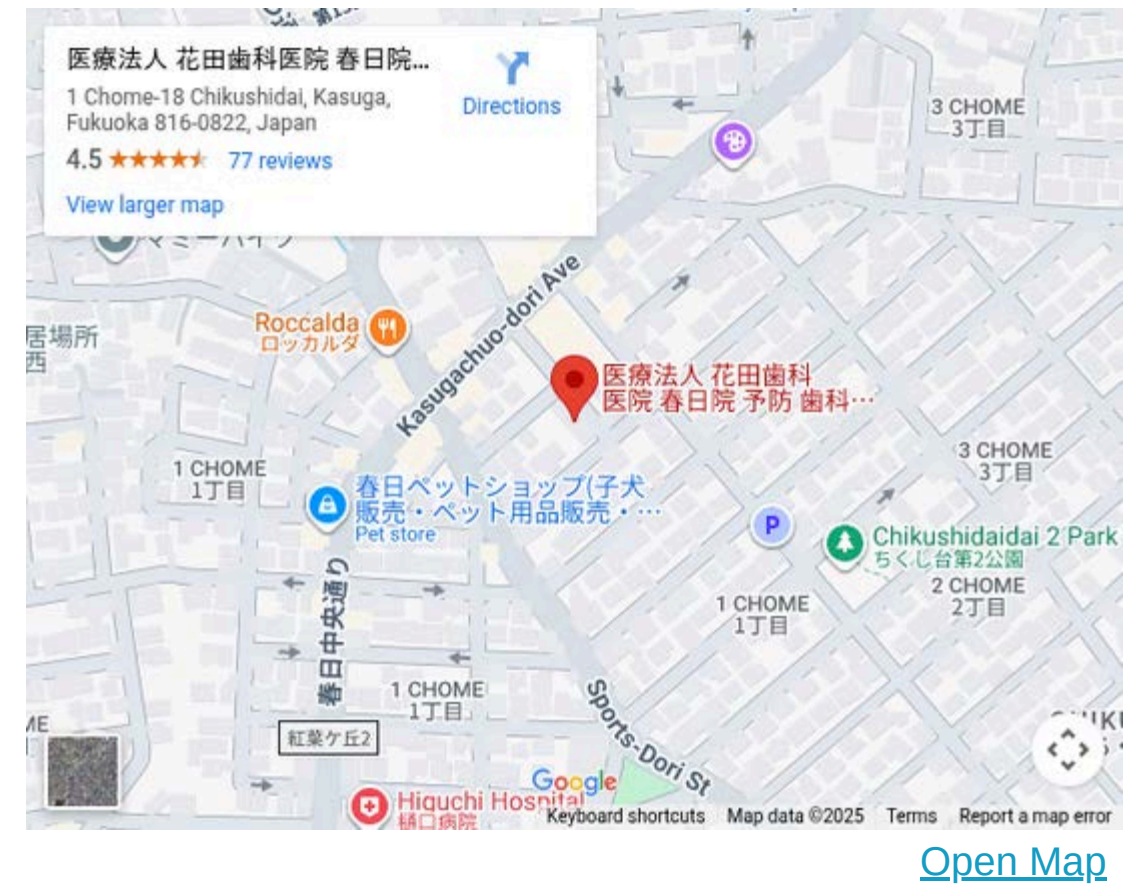 医療法人 花田歯科医院 春日院...
1 Chome-18 Chikushidai, Kasuga,
Fukuoka 816-0822, Japan
4.5
77 reviews
View larger map
Directions
3 CHOME
3丁目
マミーハイツ
Kasugachuo-dori Ave
Roccalda
ロッカルダ
居場所
西
医療法人 花田歯科
医院 春日院 予防 歯科…
1 CHOME
1丁目
3 CHOME
3丁目
春日ペットショップ(子犬
販売・ペット用品販売・…
Pet store
P
Chikushidaidai 2 Park
ちくし台第2公園
2 CHOME
2丁目
1 CHOME
1丁目
春日中央通り
1 CHOME
1丁目
Sports-Dori St
紅葉ケ丘2
Google
Higuchi Hospital
樋口病院
Keyboard shortcuts
Map data ©2025
Terms
Report a map error
Open Map